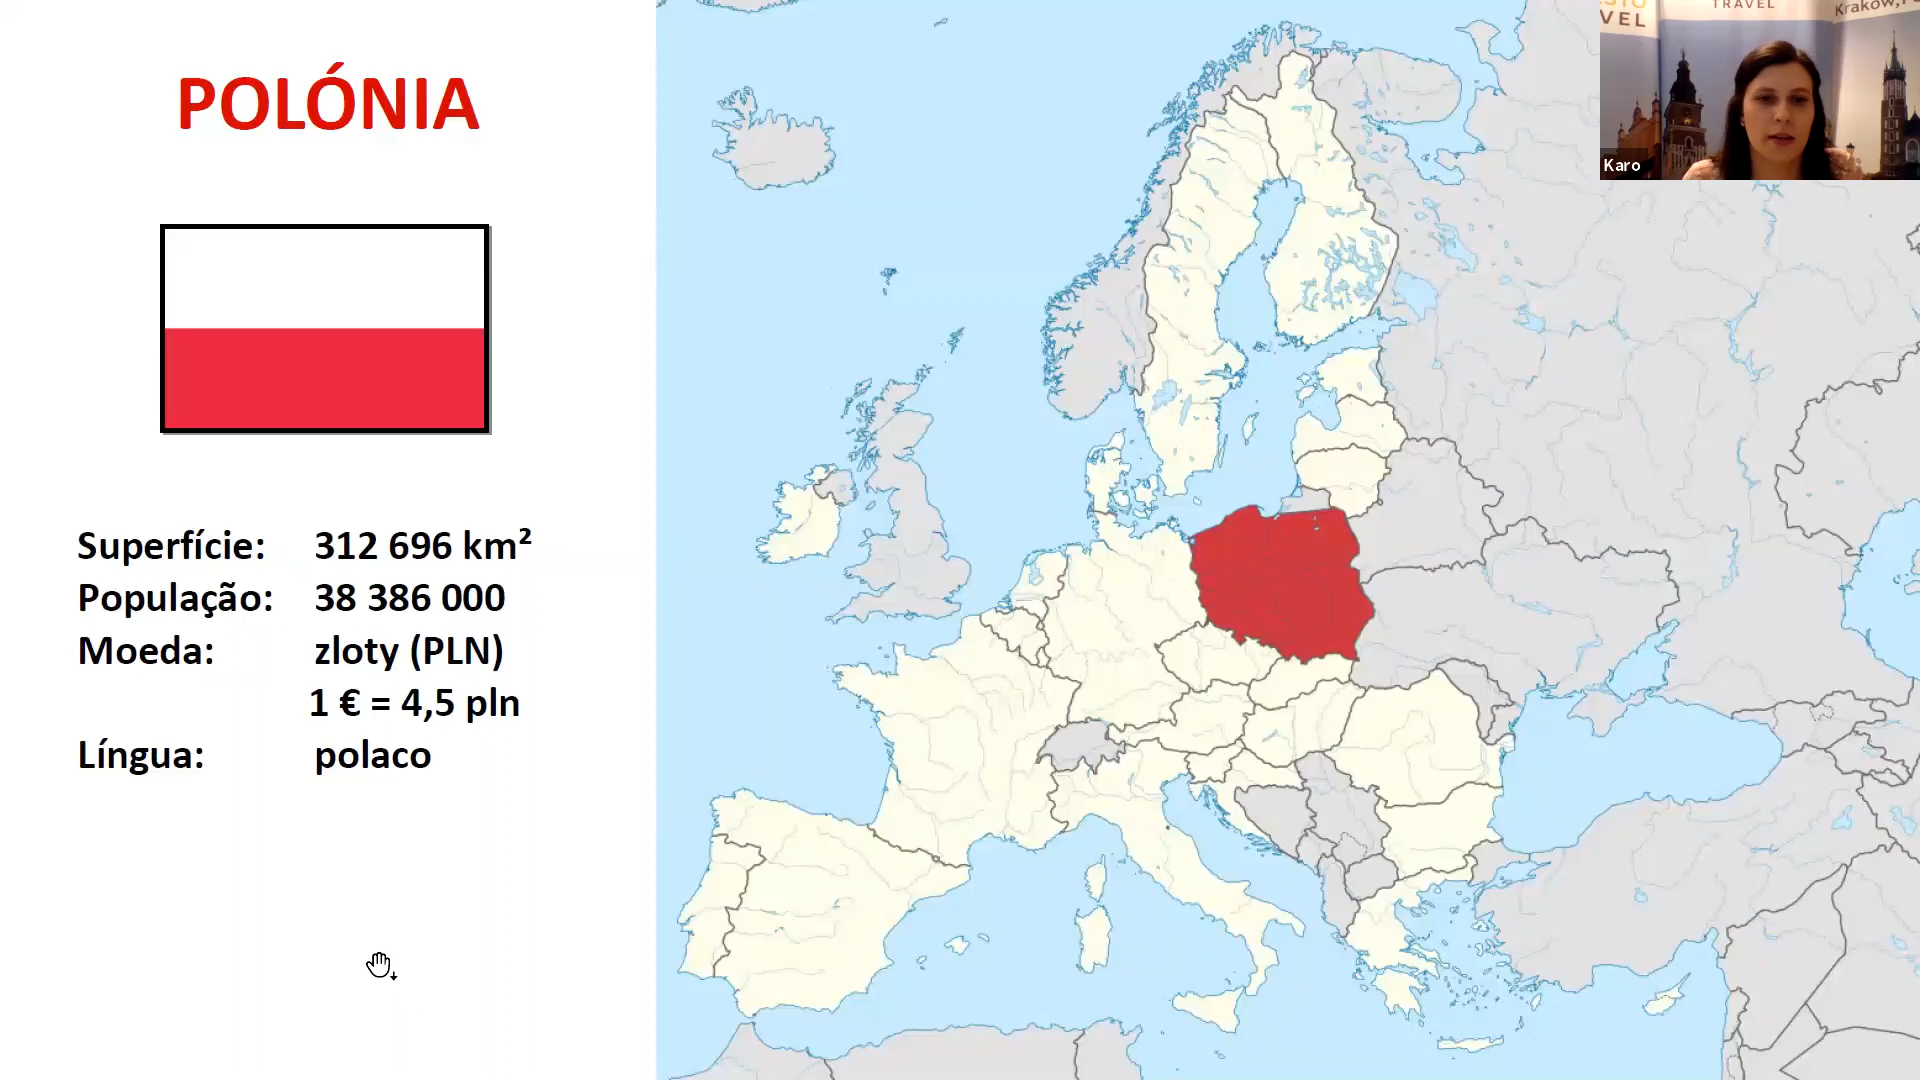 POLÓNIA
Superfície: 312 696 km²
População: 38 386 000
Moeda: zloty (PLN)
1 € = 4,5 pln
Língua: polaco
VEL
TRAVEL
Kraków,
Karo